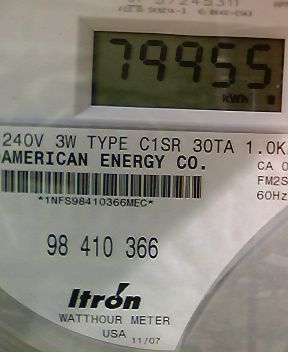 79955
kWh
240V 3W TYPE C1SR 30TA 1.0K
AMERICAN ENERGY CO.
CA
FM2S
60Hz
*1NFS98410366MEC*
98 410 366
Itron
WATTHOUR METER
USA 11/07